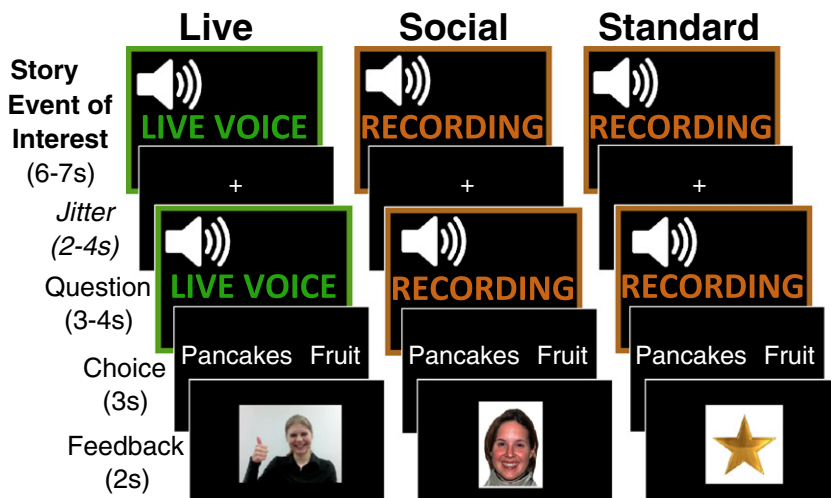 Live Social Standard
Story
Event of
Interest
(6-7s)
LIVE VOICE RECORDING RECORDING
+ + +
Jitter
(2-4s)
Question
(3-4s)
LIVE VOICE RECORDING RECORDING
Choice
(3s)
Pancakes Fruit Pancakes Fruit Pancakes Fruit
Feedback
(2s)